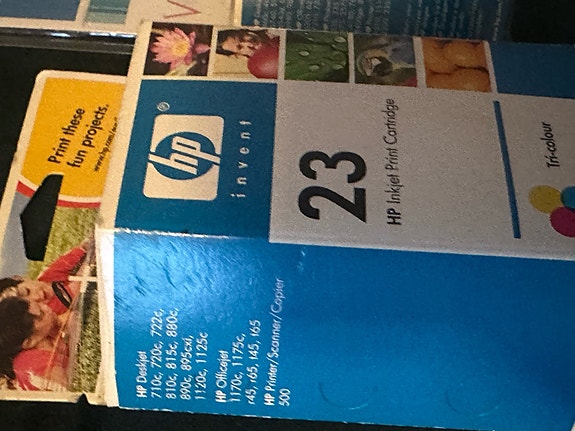 Print these
fun projects.
hp
®
invent
23
HP Inkjet Print Cartridge
Tri-colour
HP Deskjet
710c, 720c, 722c,
810c, 815c, 880c,
890c, 895cxi,
1120c, 1125c
HP Officejet
1170c, 1175c,
r45, r65, t45, t65
HP Printer/Scanner/Copier
500